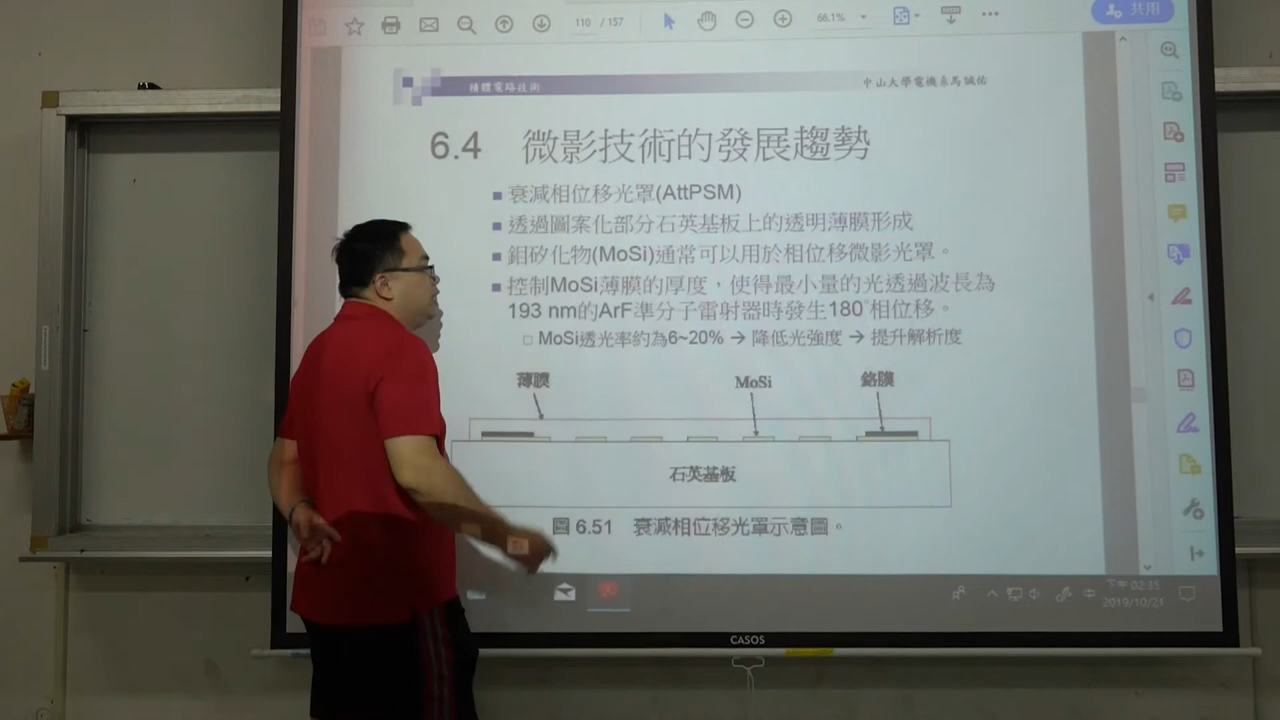 110 / 157
66.1%
共用
積體電路技術
中山大學電機系馬誠佑
6.4 微影技術的發展趨勢
衰減相位移光罩(AttPSM)
透過圖案化部分石英基板上的透明薄膜形成
鉬矽化物(MoSi)通常可以用於相位移微影光罩。
控制MoSi薄膜的厚度，使得最小量的光透過波長為
193 nm的ArF準分子雷射器時發生180°相位移。
MoSi透光率約為6~20% → 降低光強度 → 提升解析度
薄膜
MoSi
鉻膜
石英基板
圖 6.51 衰減相位移光罩示意圖。
中
下午 02:35
2019/10/21
CASOS